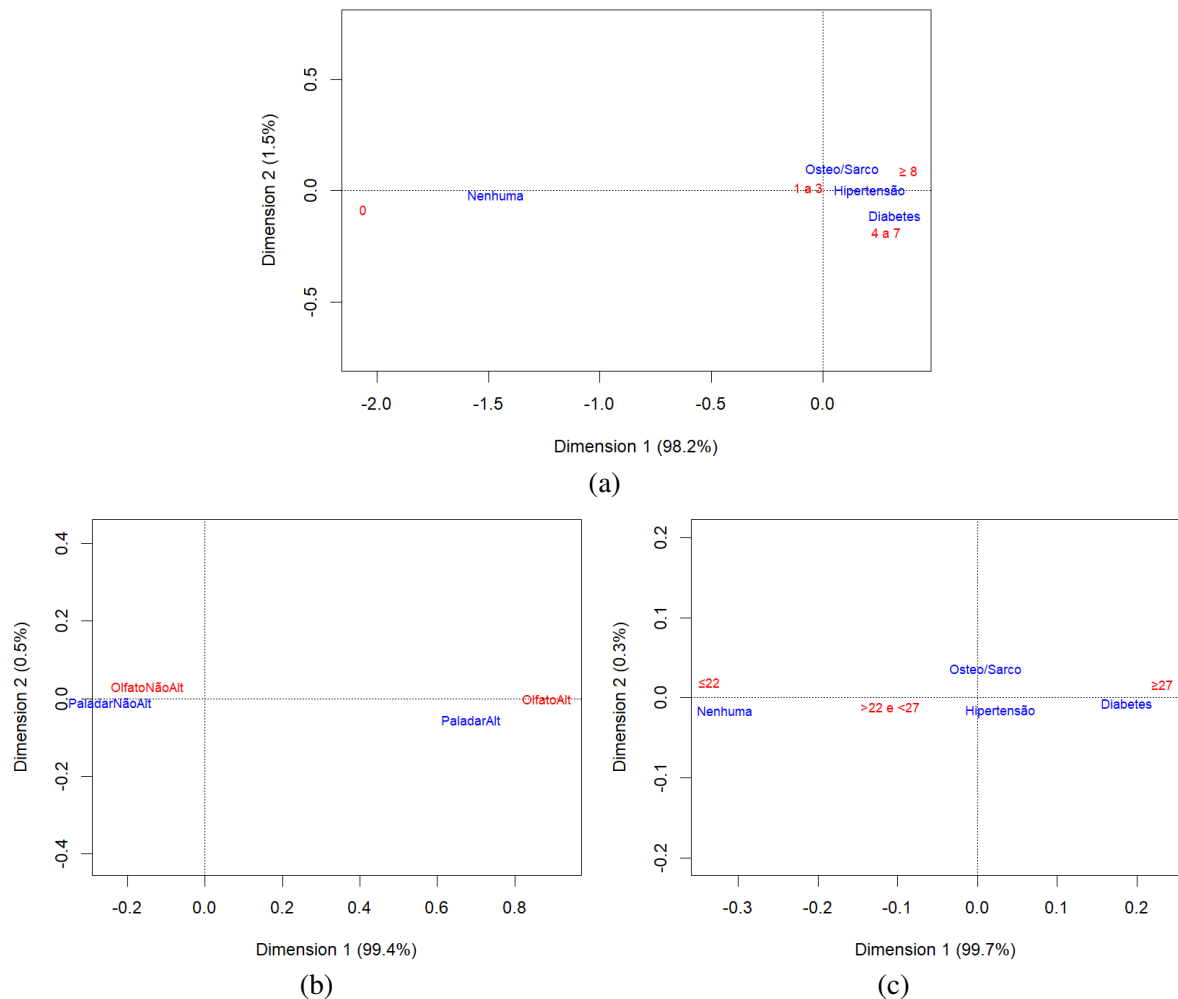 0.5
Osteo/Sarco
≥ 8
0.0
1 a 3
Hipertensão
Nenhuma
0
Diabetes
4 a 7
-0.5
Dimension 2 (1.5%)
-2.0 -1.5 -1.0 -0.5 0.0
Dimension 1 (98.2%)
(a)
0.4
0.2
OlfatoNãoAlt
0.0
PaladarNãoAlt
OlfatoAlt
PaladarAlt
-0.2
-0.4
Dimension 2 (0.5%)
-0.2 0.0 0.2 0.4 0.6 0.8
Dimension 1 (99.4%)
(b)
0.2
0.1
Osteo/Sarco
≤22
≥27
0.0
Nenhuma
>22 e <27
Hipertensão
Diabetes
-0.1
-0.2
Dimension 2 (0.3%)
-0.3 -0.1 0.0 0.1 0.2
Dimension 1 (99.7%)
(c)